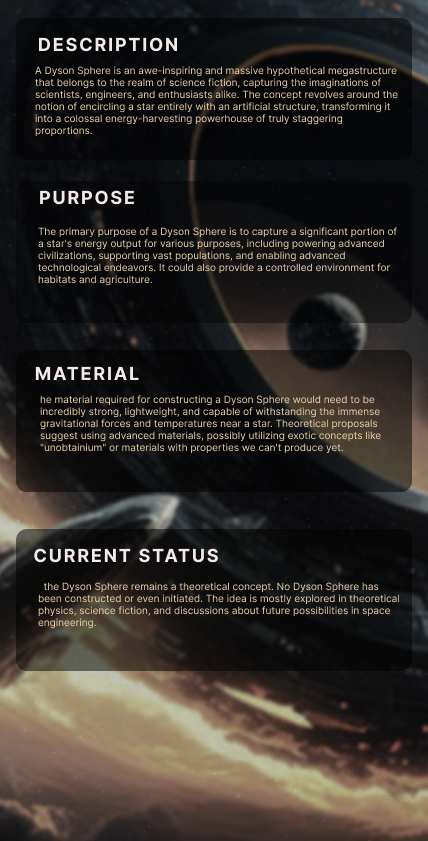 DESCRIPTION
A Dyson Sphere is an awe-inspiring and massive hypothetical megastructure
that belongs to the realm of science fiction, capturing the imaginations of
scientists, engineers, and enthusiasts alike. The concept revolves around the
notion of encircling a star entirely with an artificial structure, transforming it
into a colossal energy-harvesting powerhouse of truly staggering
proportions.
PURPOSE
The primary purpose of a Dyson Sphere is to capture a significant portion of
a star's energy output for various purposes, including powering advanced
civilizations, supporting vast populations, and enabling advanced
technological endeavors. It could also provide a controlled environment for
habitats and agriculture.
MATERIAL
he material required for constructing a Dyson Sphere would need to be
incredibly strong, lightweight, and capable of withstanding the immense
gravitational forces and temperatures near a star. Theoretical proposals
suggest using advanced materials, possibly utilizing exotic concepts like
"unobtainium" or materials with properties we can't produce yet.
CURRENT STATUS
the Dyson Sphere remains a theoretical concept. No Dyson Sphere has
been constructed or even initiated. The idea is mostly explored in theoretical
physics, science fiction, and discussions about future possibilities in space
engineering.